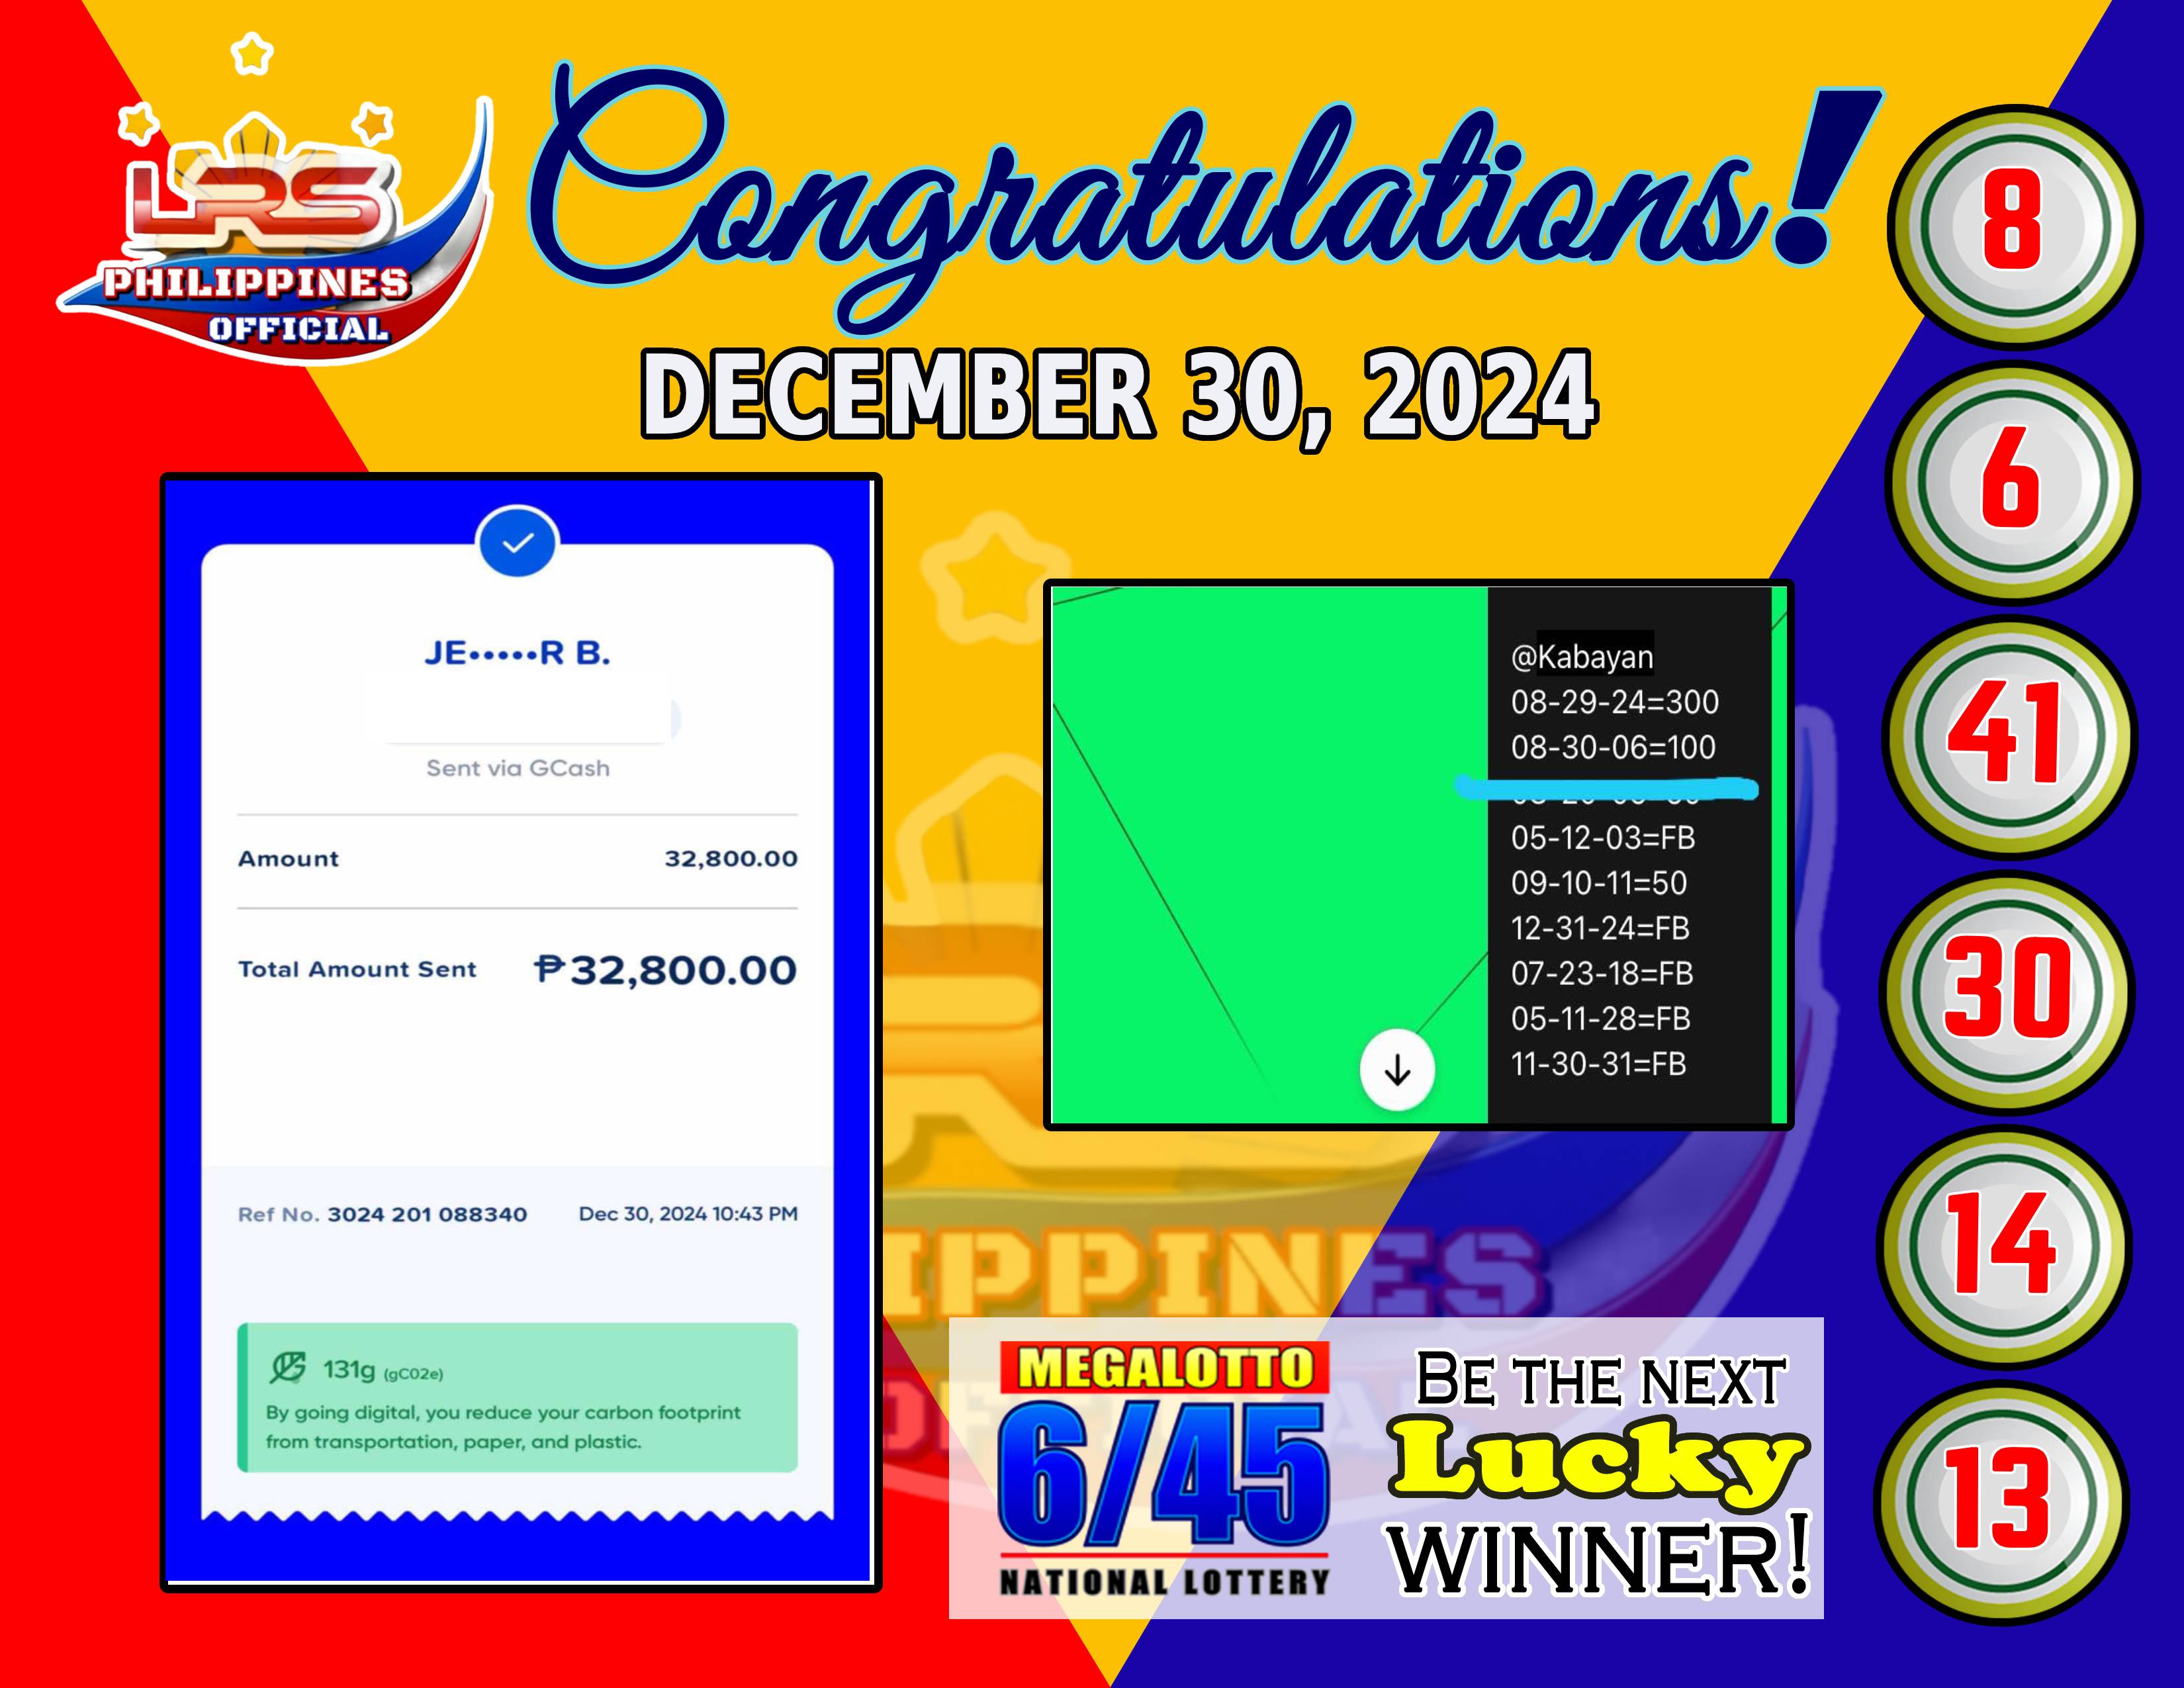 LRS
PHILIPPINES
OFFICIAL
Congratulations!
DECEMBER 30, 2024
JE•••••R B.
Sent via GCash
Amount 32,800.00
Total Amount Sent ₱32,800.00
Ref No. 3024 201 088340 Dec 30, 2024 10:43 PM
131g (gC02e)
By going digital, you reduce your carbon footprint
from transportation, paper, and plastic.
@Kabayan
08-29-24=300
08-30-06=100
05-12-03=FB
09-10-11=50
12-31-24=FB
07-23-18=FB
05-11-28=FB
11-30-31=FB
MEGALOTTO
6/45
NATIONAL LOTTERY
BE THE NEXT
Lucky
WINNER!
8
6
41
30
14
13